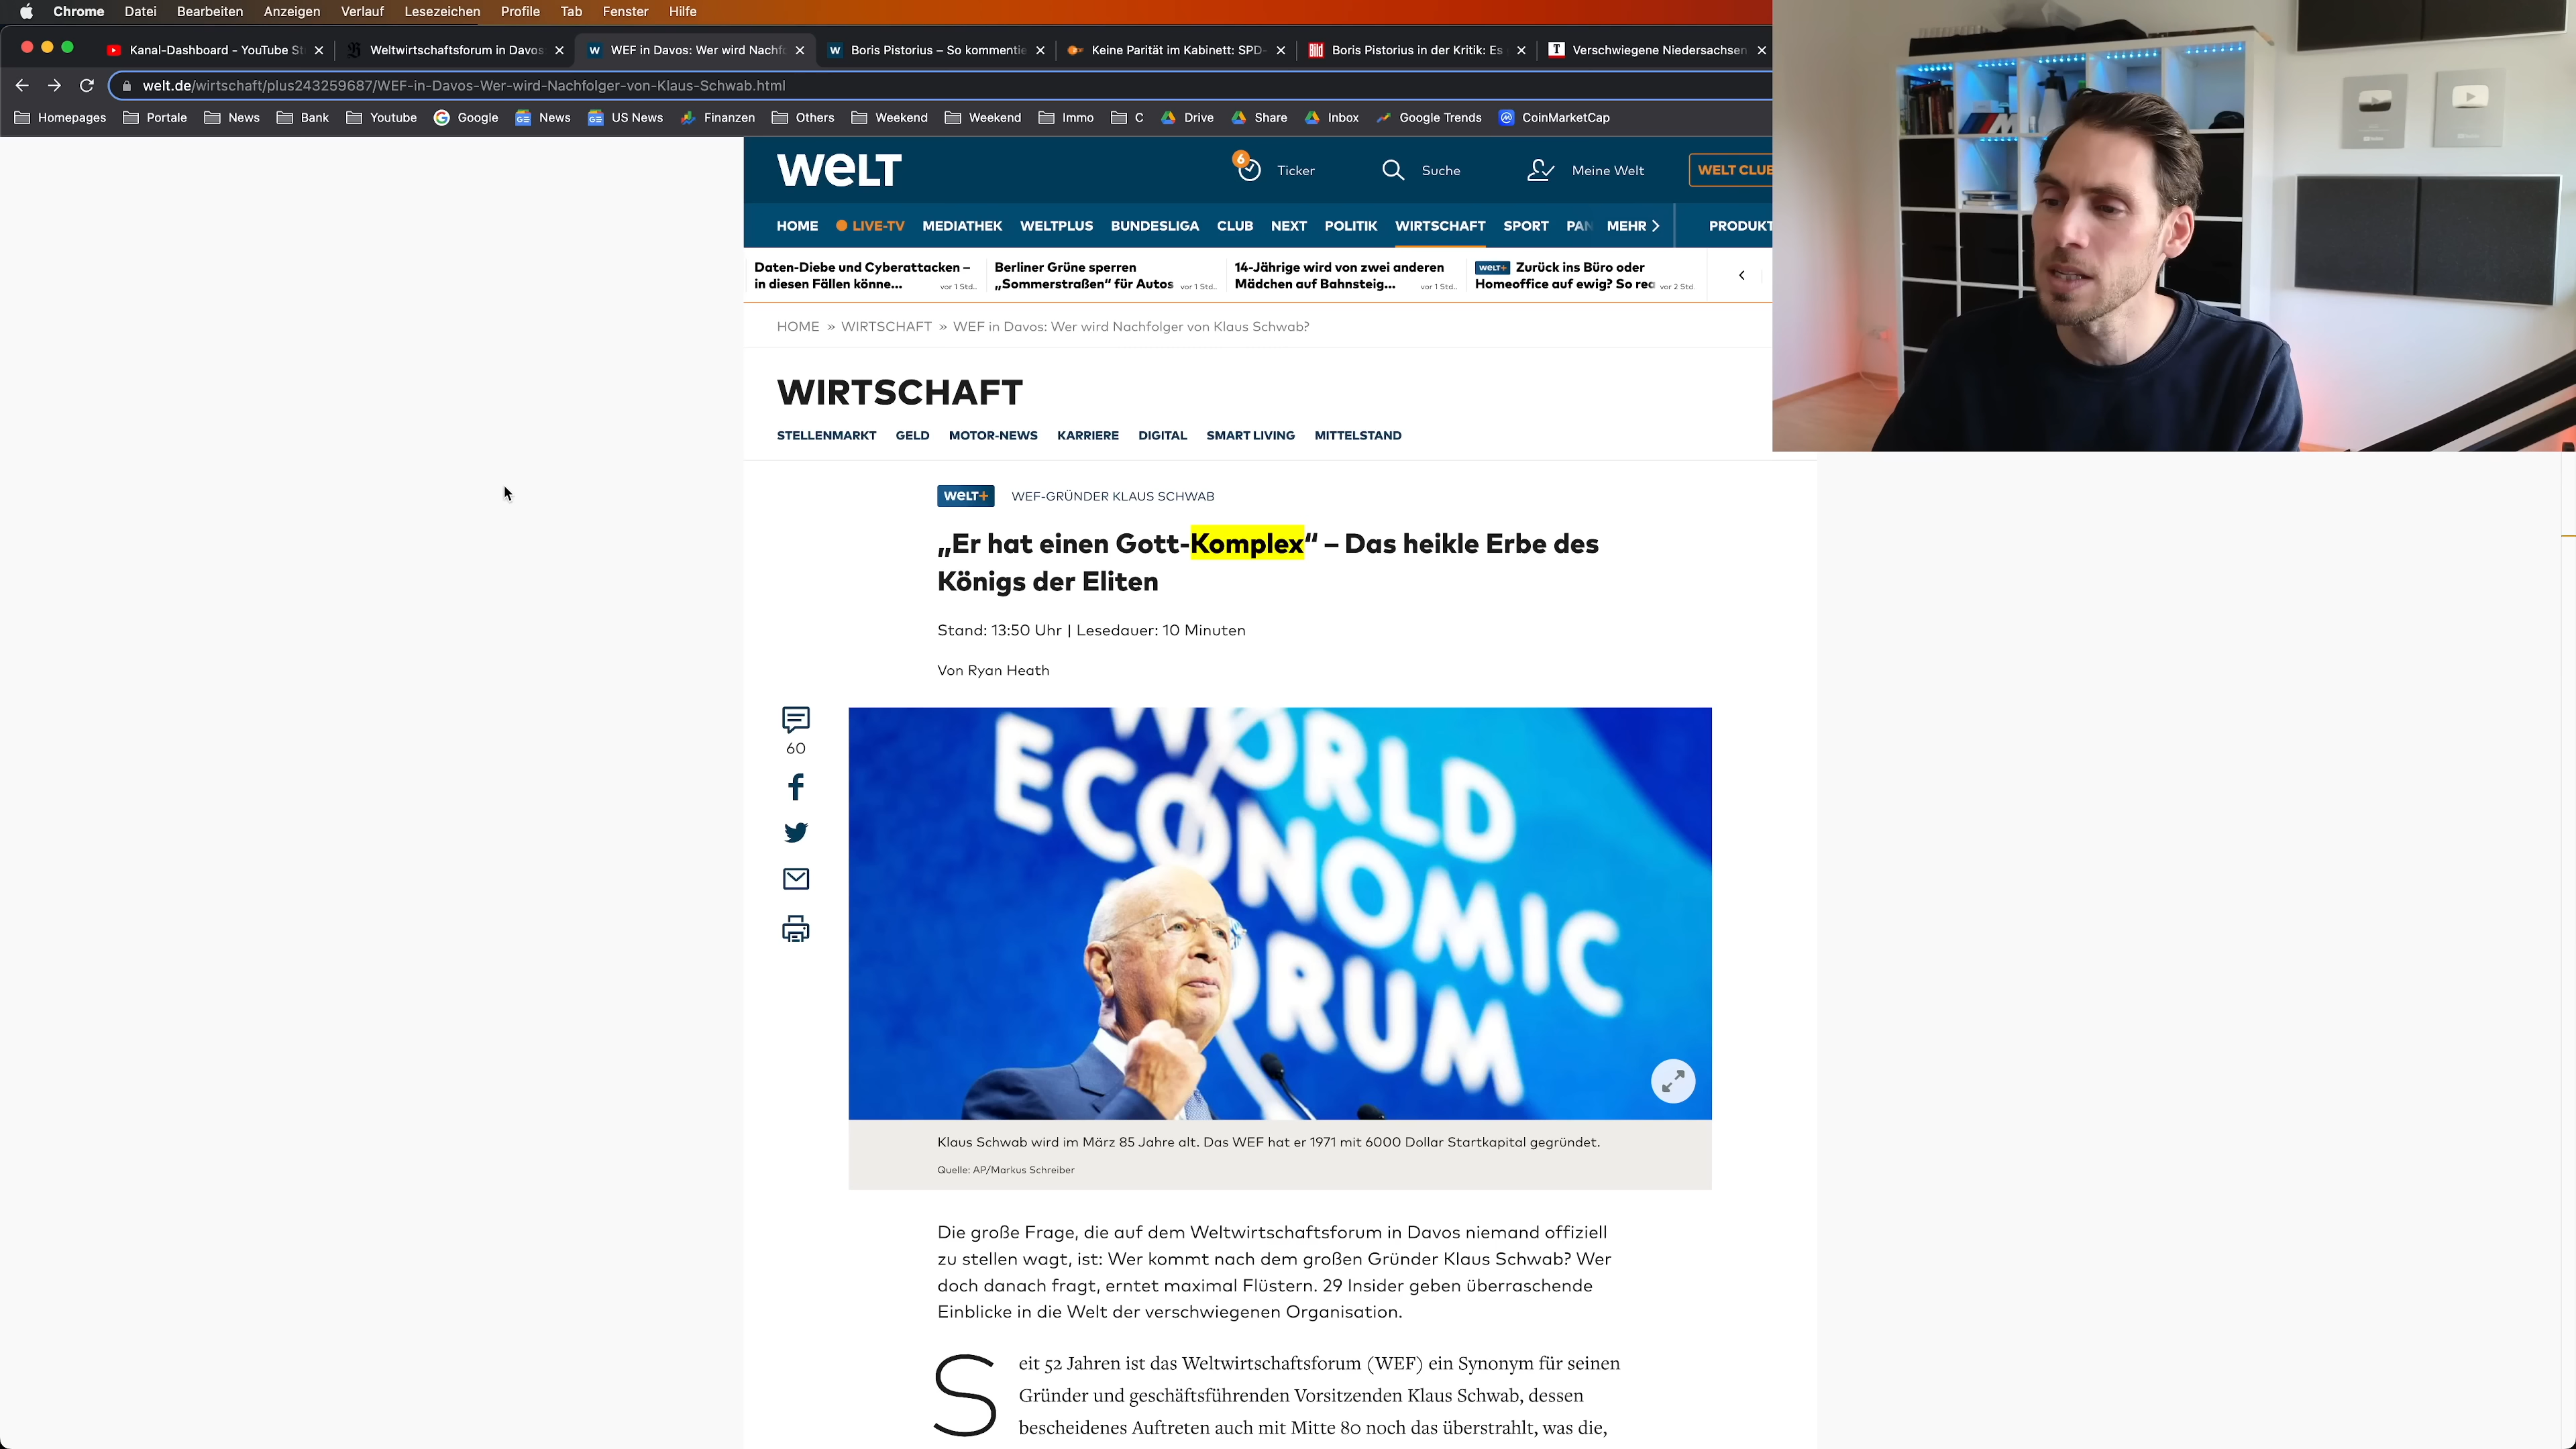 Chrome Datei Bearbeiten Anzeigen Verlauf Lesezeichen Profile Tab Fenster Hilfe
Kanal-Dashboard - YouTube St
Weltwirtschaftsforum in Davos
WEF in Davos: Wer wird Nachfo
Boris Pistorius – So kommentie
Keine Parität im Kabinett: SPD-
Boris Pistorius in der Kritik: Es
Verschwiegene Niedersachsen
welt.de/wirtschaft/plus243259687/WEF-in-Davos-Wer-wird-Nachfolger-von-Klaus-Schwab.html
Homepages Portale News Bank Youtube Google News US News Finanzen Others Weekend Weekend Immo C Drive Share Inbox Google Trends CoinMarketCap
WELT
6 Ticker Suche Meine Welt WELT CLUB
HOME LIVE-TV MEDIATHEK WELTPLUS BUNDESLIGA CLUB NEXT POLITIK WIRTSCHAFT SPORT PAN MEHR PRODUKT
Daten-Diebe und Cyberattacken –
in diesen Fällen könne... vor 1 Std..
Berliner Grüne sperren
„Sommerstraßen“ für Autos vor 1 Std..
14-Jährige wird von zwei anderen
Mädchen auf Bahnsteig... vor 1 Std..
WELT+ Zurück ins Büro oder
Homeoffice auf ewig? So rec vor 2 Std
HOME » WIRTSCHAFT » WEF in Davos: Wer wird Nachfolger von Klaus Schwab?
WIRTSCHAFT
STELLENMARKT GELD MOTOR-NEWS KARRIERE DIGITAL SMART LIVING MITTELSTAND
WELT+ WEF-GRÜNDER KLAUS SCHWAB
„Er hat einen Gott-Komplex“ – Das heikle Erbe des
Königs der Eliten
Stand: 13:50 Uhr | Lesedauer: 10 Minuten
Von Ryan Heath
60
WORLD
ECONOMIC
FORUM
WORLD
ECONOMIC
FORUM
Klaus Schwab wird im März 85 Jahre alt. Das WEF hat er 1971 mit 6000 Dollar Startkapital gegründet.
Quelle: AP/Markus Schreiber
Die große Frage, die auf dem Weltwirtschaftsforum in Davos niemand offiziell
zu stellen wagt, ist: Wer kommt nach dem großen Gründer Klaus Schwab? Wer
doch danach fragt, erntet maximal Flüstern. 29 Insider geben überraschende
Einblicke in die Welt der verschwiegenen Organisation.
Seit 52 Jahren ist das Weltwirtschaftsforum (WEF) ein Synonym für seinen
Gründer und geschäftsführenden Vorsitzenden Klaus Schwab, dessen
bescheidenes Auftreten auch mit Mitte 80 noch das überstrahlt, was die,